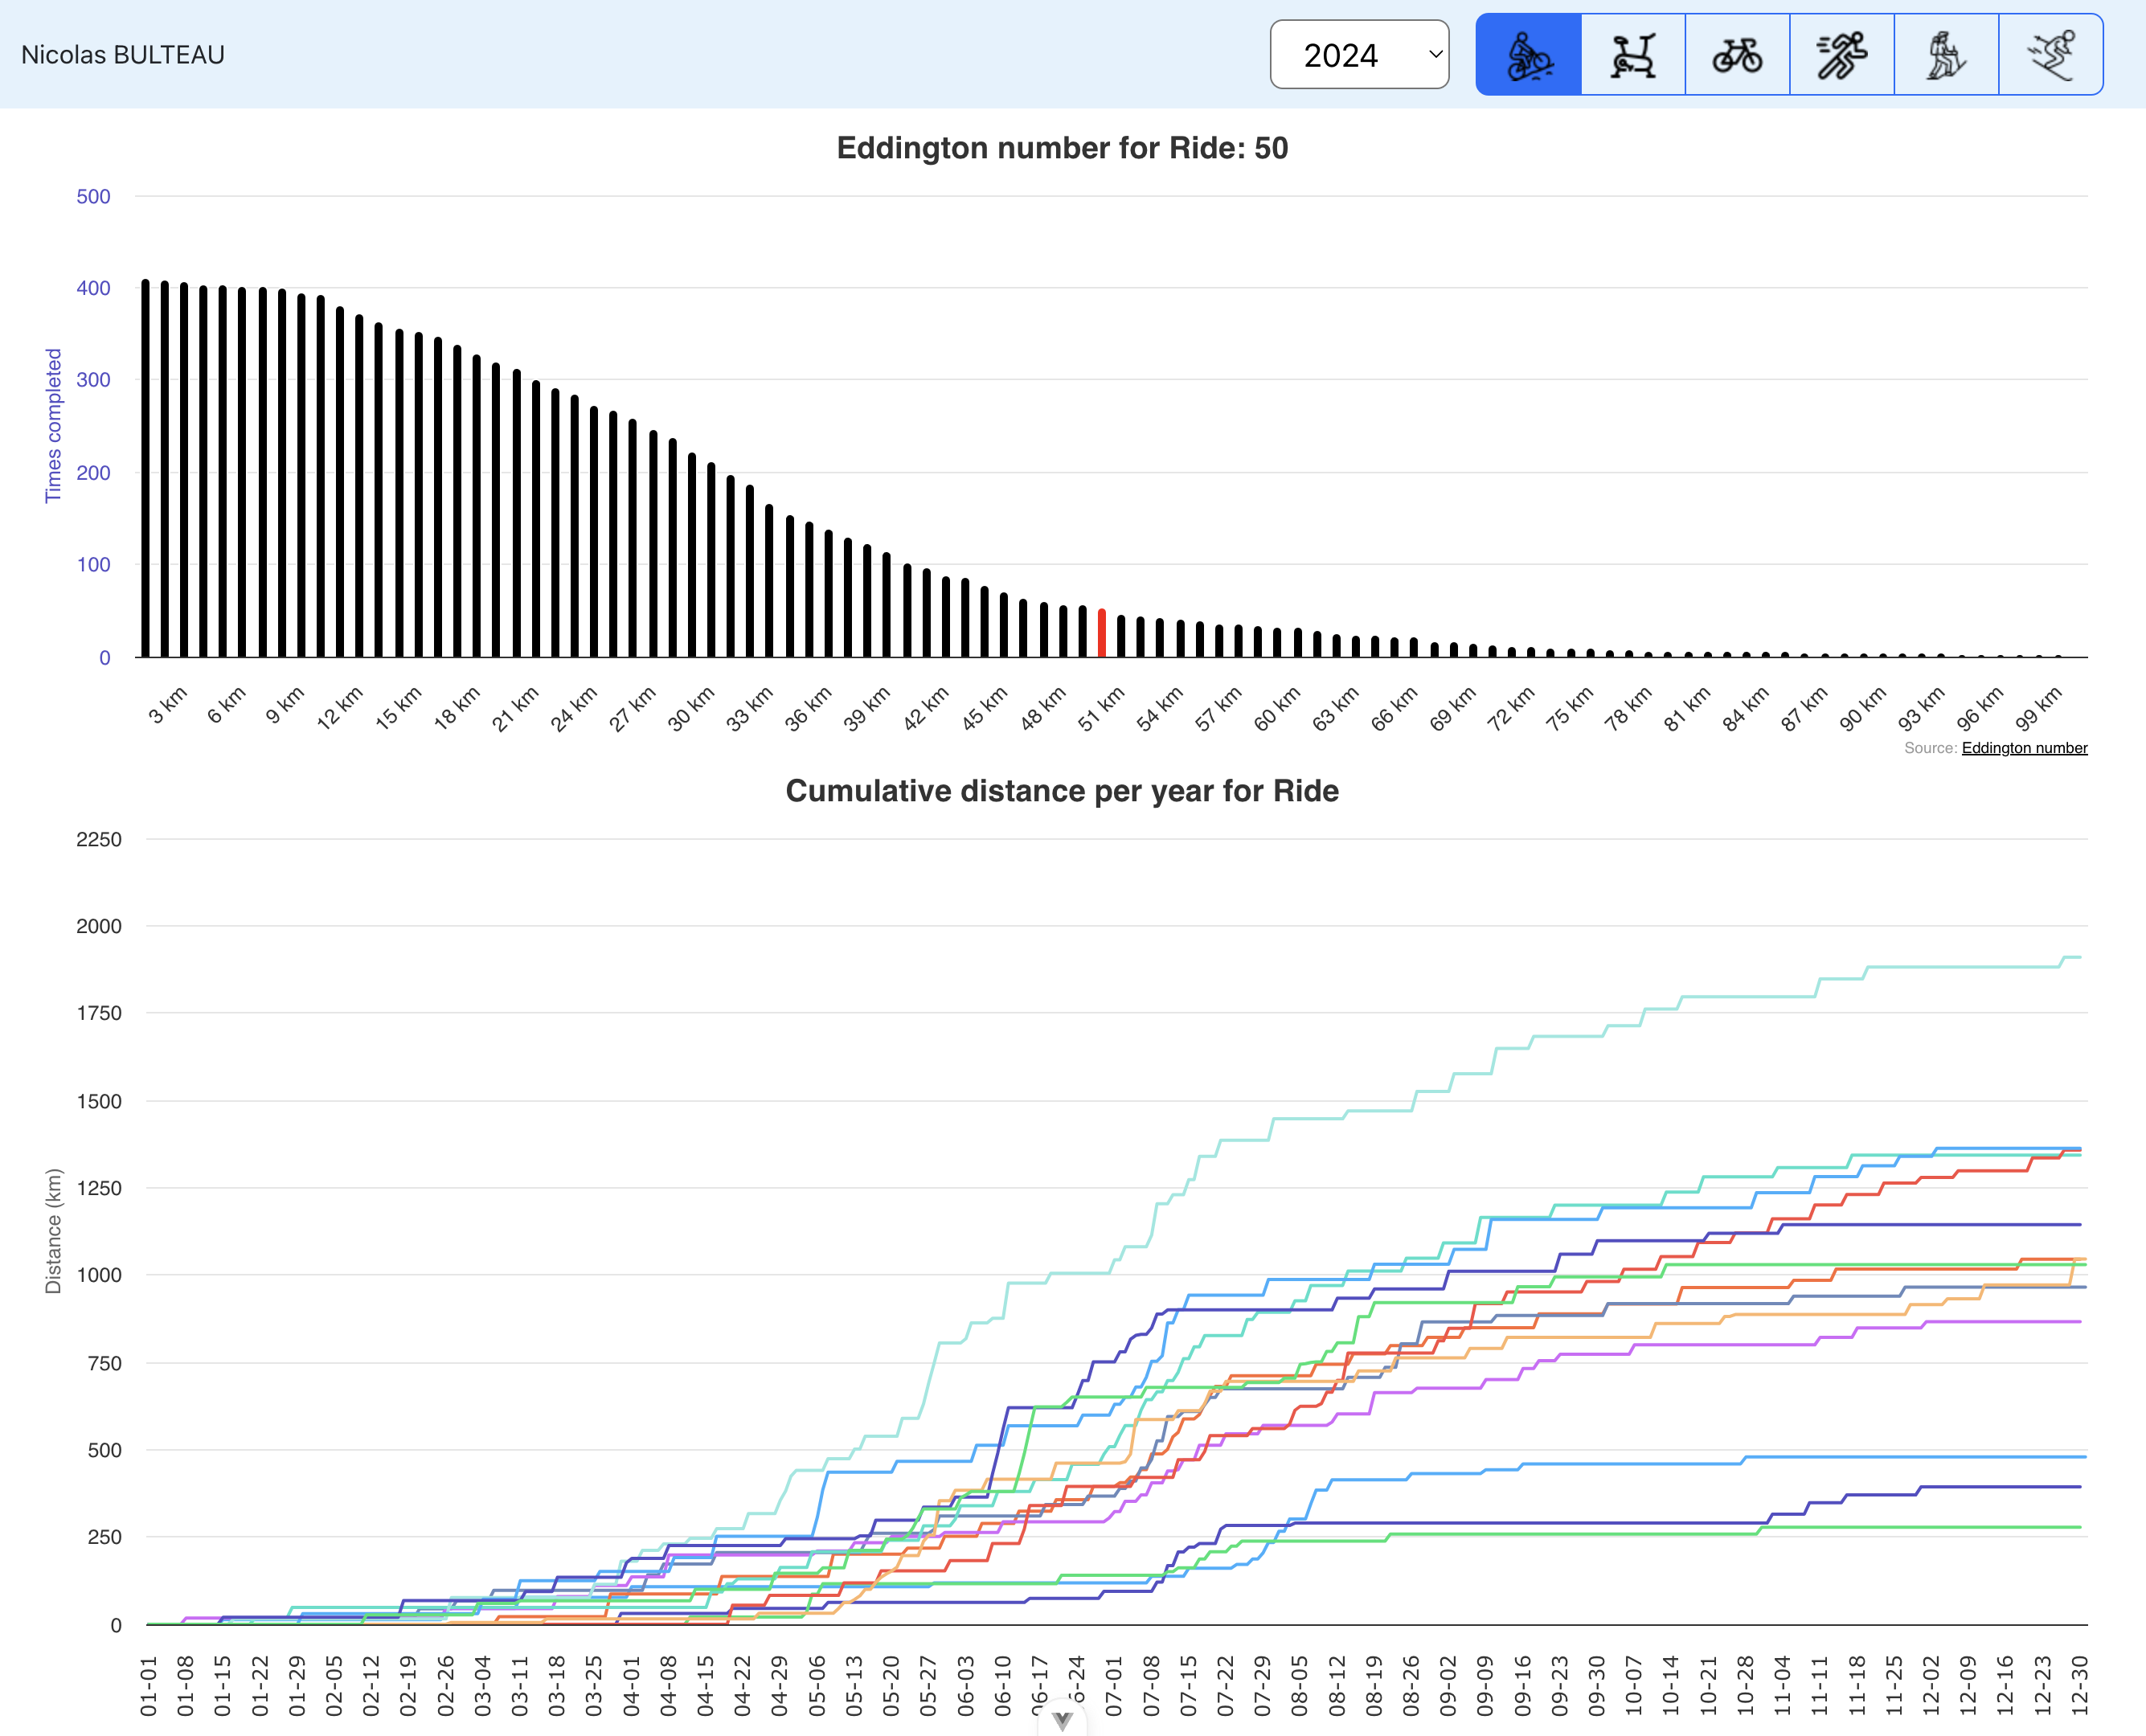 Nicolas BULTEAU
2024
Eddington number for Ride: 50
Times completed
500
400
300
200
100
0
3 km 6 km 9 km 12 km 15 km 18 km 21 km 24 km 27 km 30 km 33 km 36 km 39 km 42 km 45 km 48 km 51 km 54 km 57 km 60 km 63 km 66 km 69 km 72 km 75 km 78 km 81 km 84 km 87 km 90 km 93 km 96 km 99 km
Source: Eddington number
Cumulative distance per year for Ride
Distance (km)
2250
2000
1750
1500
1250
1000
750
500
250
0
01-01 01-08 01-15 01-22 01-29 02-05 02-12 02-19 02-26 03-04 03-11 03-18 03-25 04-01 04-08 04-15 04-22 04-29 05-06 05-13 05-20 05-27 06-03 06-10 06-17 -24 07-01 07-08 07-15 07-22 07-29 08-05 08-12 08-19 08-26 09-02 09-09 09-16 09-23 09-30 10-07 10-14 10-21 10-28 11-04 11-11 11-18 11-25 12-02 12-09 12-16 12-23 12-30